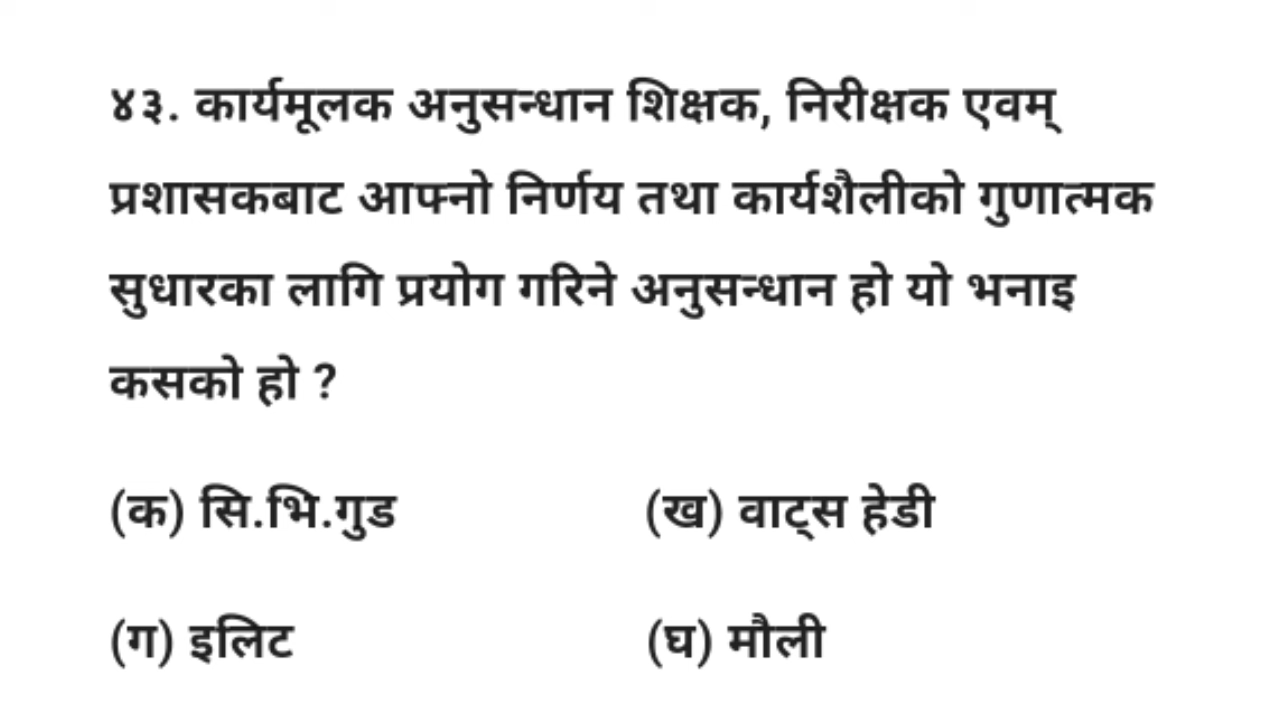 ४३. कार्यमूलक अनुसन्धान शिक्षक, निरीक्षक एवम्
प्रशासकबाट आफ्नो निर्णय तथा कार्यशैलीको गुणात्मक
सुधारका लागि प्रयोग गरिने अनुसन्धान हो यो भनाइ
कसको हो ?
(क) सि.भि.गुड (ख) वाट्स हेडी
(ग) इलिट (घ) मौली